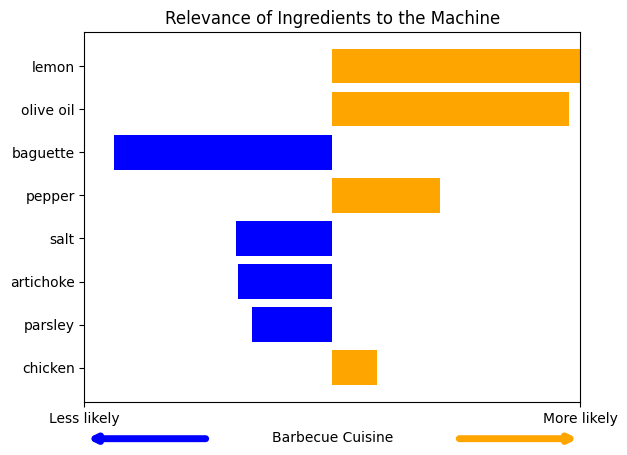 Relevance of Ingredients to the Machine
lemon
olive oil
baguette
pepper
salt
artichoke
parsley
chicken
Less likely
More likely
Barbecue Cuisine